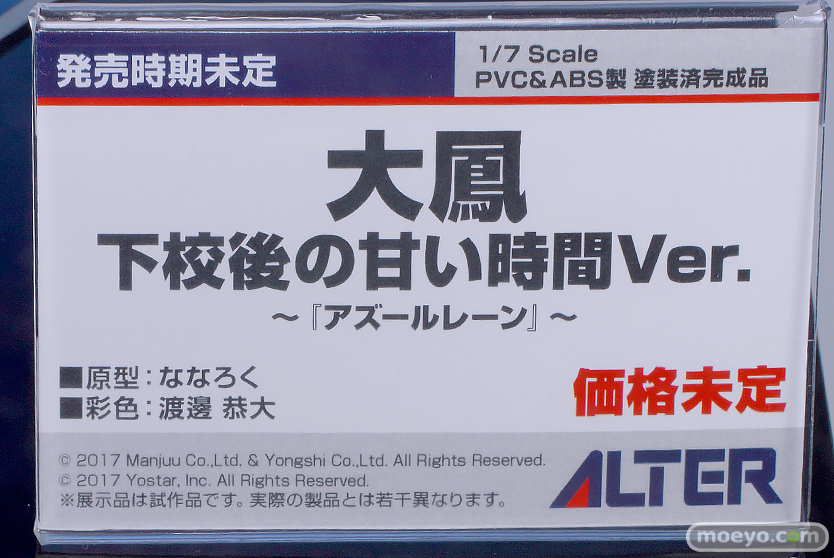 発売時期未定
1/7 Scale
PVC&ABS製 塗装済完成品
大鳳
下校後の甘い時間Ver.
～『アズールレーン』～
■原型：ななろく
■彩色：渡邊 恭大
価格未定
© 2017 Manjuu Co.,Ltd. & Yongshi Co.,Ltd. All Rights Reserved.
© 2017 Yostar, Inc. All Rights Reserved.
※展示品は試作品です。実際の製品とは若干異なります。
ALTER
moeyo.com